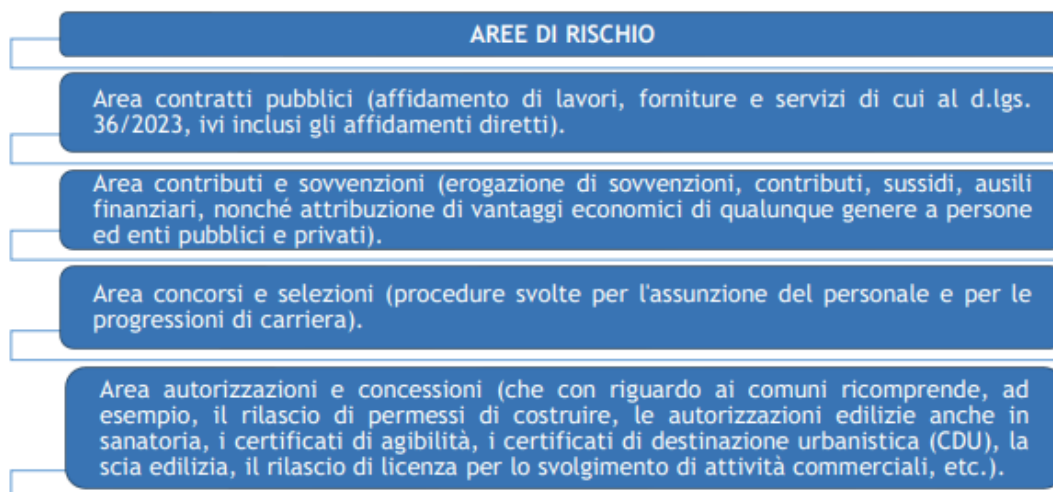 AREE DI RISCHIO
Area contratti pubblici (affidamento di lavori, forniture e servizi di cui al d.lgs.
36/2023, ivi inclusi gli affidamenti diretti).
Area contributi e sovvenzioni (erogazione di sovvenzioni, contributi, sussidi, ausili
finanziari, nonché attribuzione di vantaggi economici di qualunque genere a persone
ed enti pubblici e privati).
Area concorsi e selezioni (procedure svolte per l'assunzione del personale e per le
progressioni di carriera).
Area autorizzazioni e concessioni (che con riguardo ai comuni ricomprende, ad
esempio, il rilascio di permessi di costruire, le autorizzazioni edilizie anche in
sanatoria, i certificati di agibilità, i certificati di destinazione urbanistica (CDU), la
scia edilizia, il rilascio di licenza per lo svolgimento di attività commerciali, etc.).